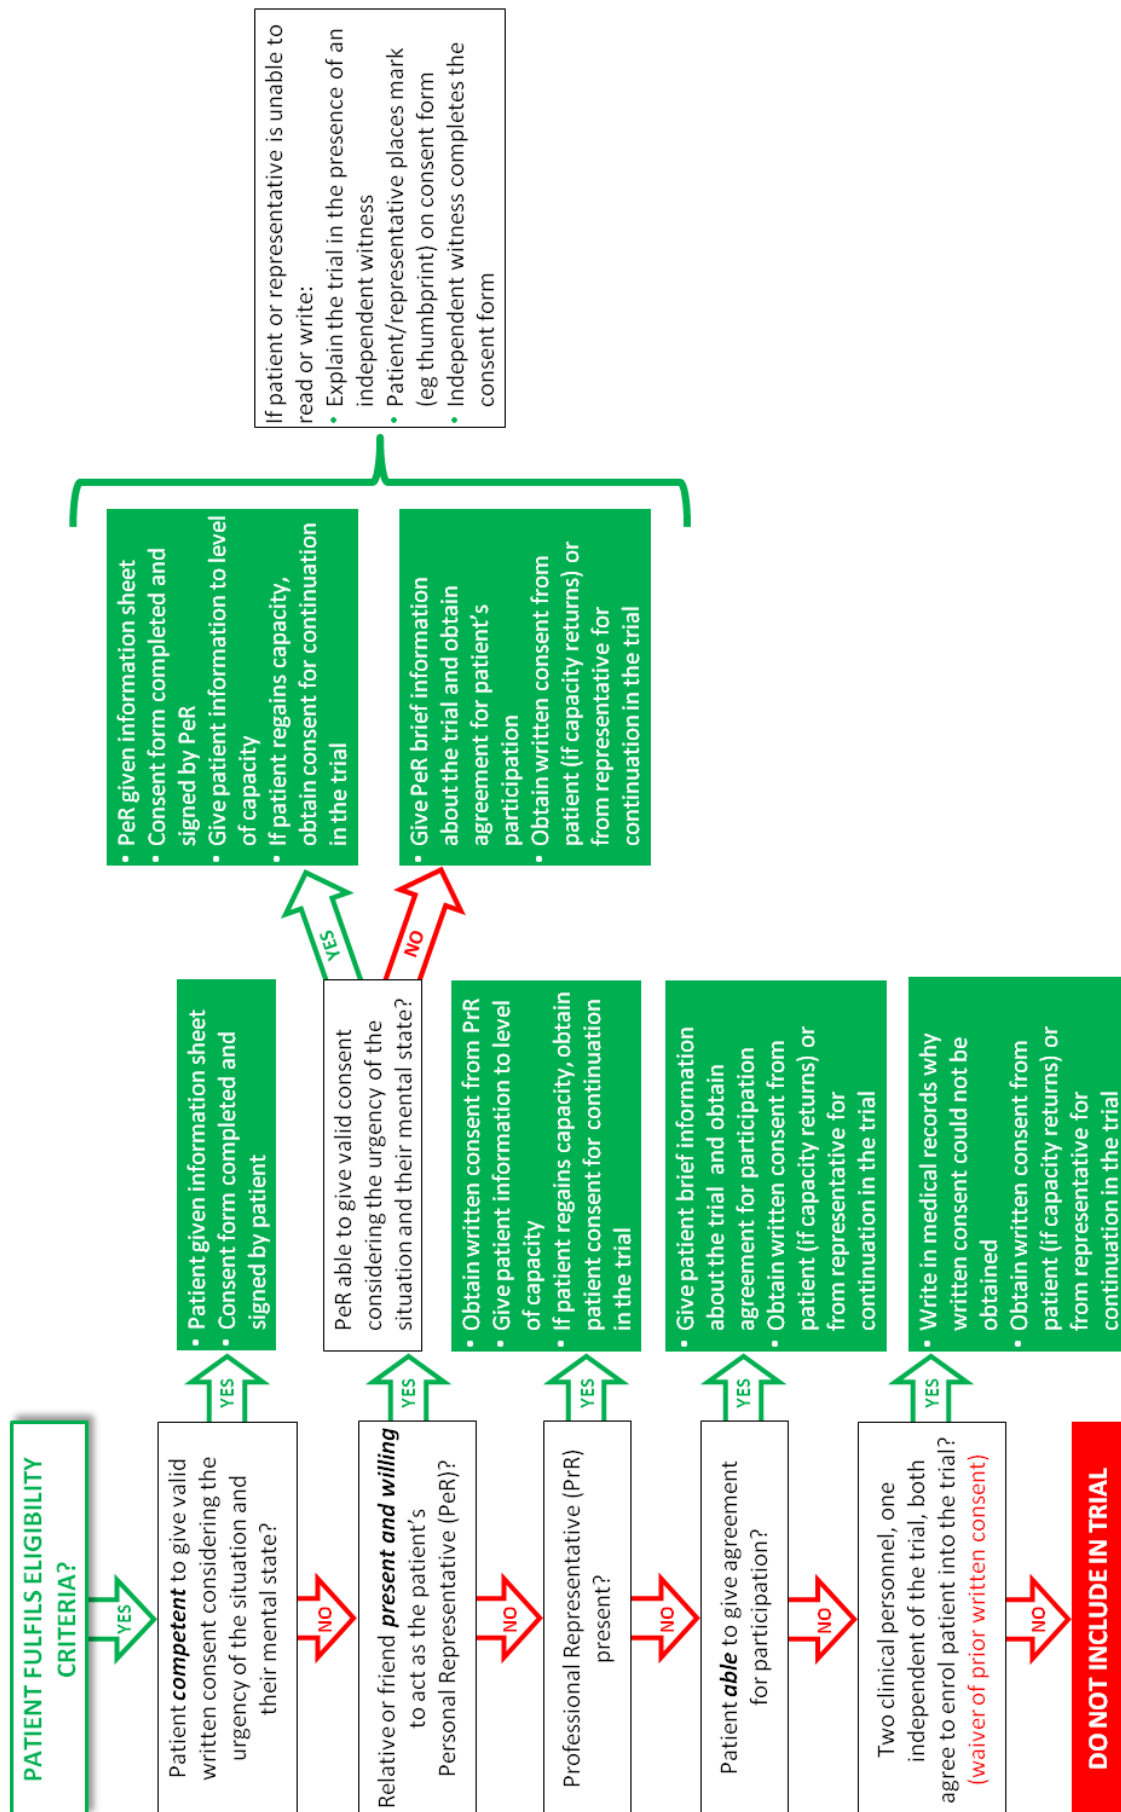 PATIENT FULFILS ELIGIBILITY
CRITERIA?
YES
Patient competent to give valid
written consent considering the
urgency of the situation and
their mental state?
YES
• Patient given information sheet
• Consent form completed and
signed by patient
NO
Relative or friend present and willing
to act as the patient's
Personal Representative (PeR)?
YES
PeR able to give valid consent
considering the urgency of the
situation and their mental state?
YES
• PeR given information sheet
• Consent form completed and
signed by PeR
• Give patient information to level
of capacity
• If patient regains capacity,
obtain consent for continuation
in the trial
NO
• Give PeR brief information
about the trial and obtain
agreement for patient's
participation
• Obtain written consent from
patient (if capacity returns) or
from representative for
continuation in the trial
If patient or representative is unable to
read or write:
• Explain the trial in the presence of an
independent witness
• Patient/representative places mark
(eg thumbprint) on consent form
• Independent witness completes the
consent form
NO
Professional Representative (PrR)
present?
YES
• Obtain written consent from PrR
• Give patient information to level
of capacity
• If patient regains capacity, obtain
patient consent for continuation
in the trial
NO
Patient able to give agreement
for participation?
YES
• Give patient brief information
about the trial and obtain
agreement for participation
• Obtain written consent from
patient (if capacity returns) or
from representative for
continuation in the trial
NO
Two clinical personnel, one
independent of the trial, both
agree to enrol patient into the trial?
(waiver of prior written consent)
YES
• Write in medical records why
written consent could not be
obtained
• Obtain written consent from
patient (if capacity returns) or
from representative for
continuation in the trial
NO
DO NOT INCLUDE IN TRIAL